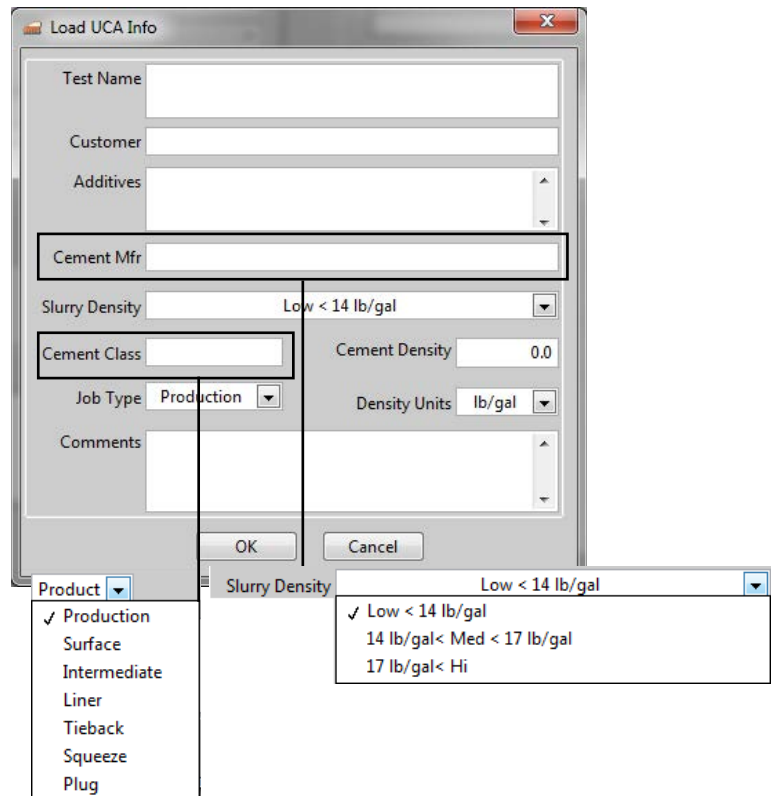 Load UCA Info
Test Name
Customer
Additives
Cement Mfr
Slurry Density Low < 14 lb/gal
Cement Class Cement Density 0.0
Job Type Production Density Units lb/gal
Comments
OK Cancel
Product
✓ Production
Surface
Intermediate
Liner
Tieback
Squeeze
Plug
Slurry Density Low < 14 lb/gal
✓ Low < 14 lb/gal
14 lb/gal< Med < 17 lb/gal
17 lb/gal< Hi